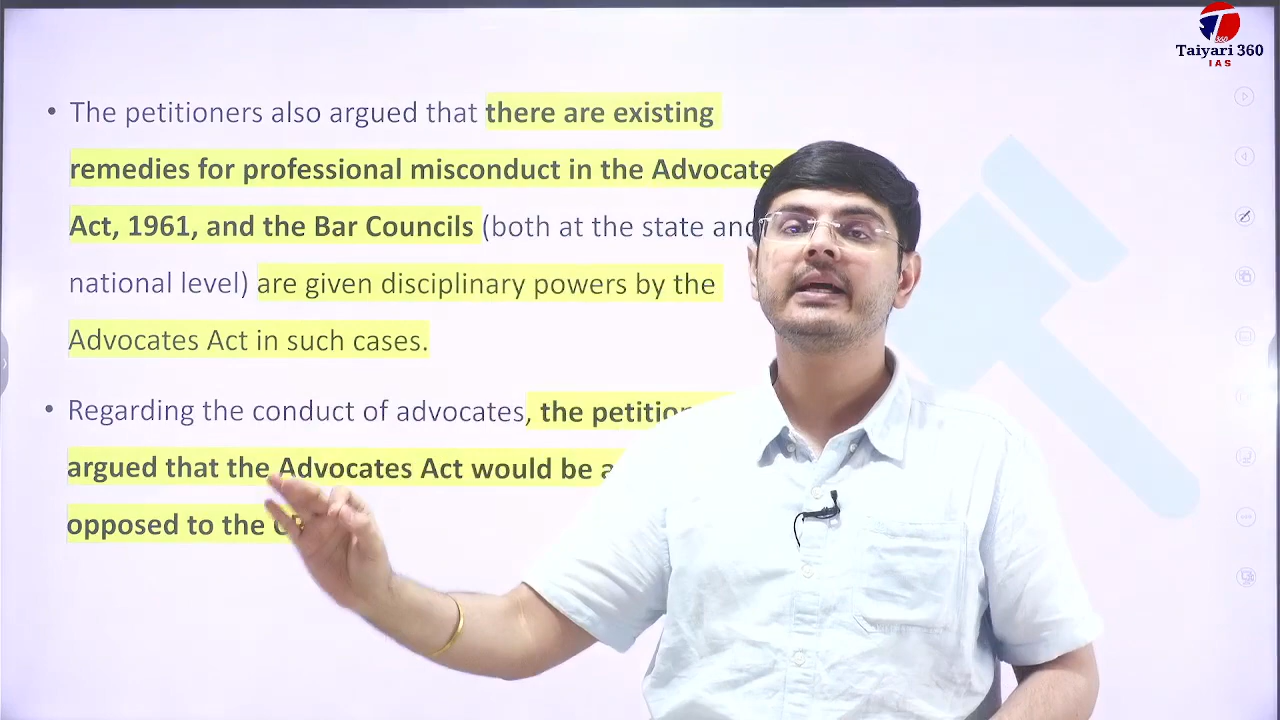 Taiyari 360
IAS
• The petitioners also argued that there are existing
remedies for professional misconduct in the Advocate
Act, 1961, and the Bar Councils (both at the state and
national level) are given disciplinary powers by the
Advocates Act in such cases.
• Regarding the conduct of advocates, the
argued that the Advocates Act would be
opposed to the